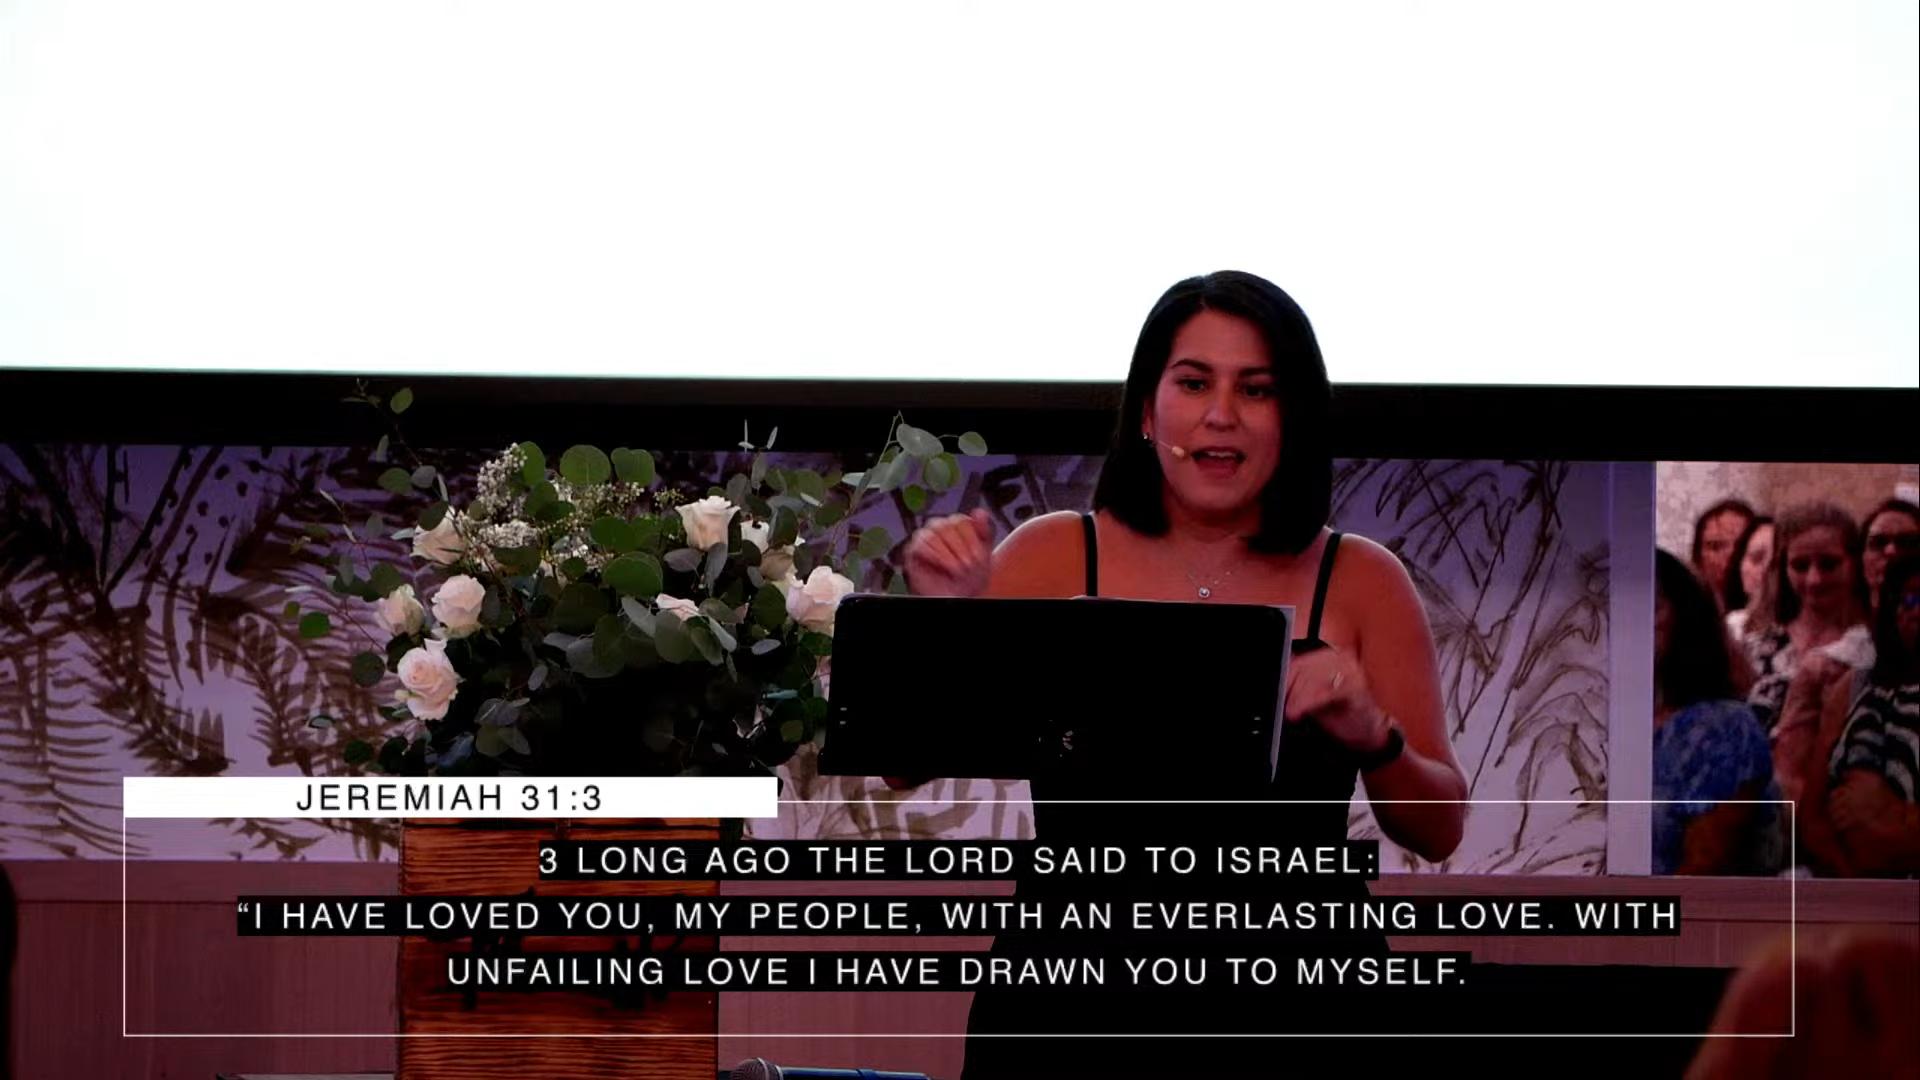 JEREMIAH 31:3
3 LONG AGO THE LORD SAID TO ISRAEL:
“I HAVE LOVED YOU, MY PEOPLE, WITH AN EVERLASTING LOVE. WITH
UNFAILING LOVE I HAVE DRAWN YOU TO MYSELF.